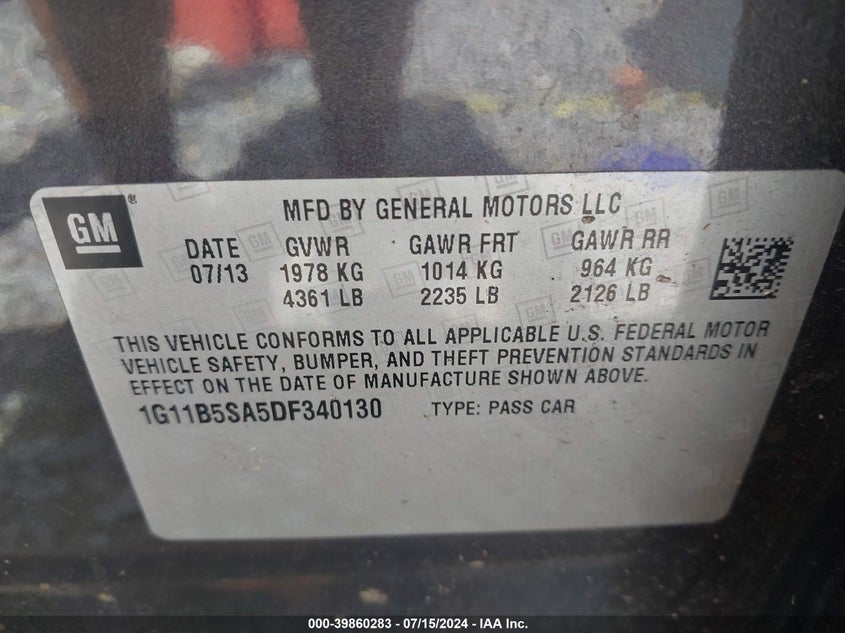 GM
MFD BY GENERAL MOTORS LLC
DATE GVWR GAWR FRT GAWR RR
07/13 1978 KG 1014 KG 964 KG
4361 LB 2235 LB 2126 LB
THIS VEHICLE CONFORMS TO ALL APPLICABLE U.S. FEDERAL MOTOR
VEHICLE SAFETY, BUMPER, AND THEFT PREVENTION STANDARDS IN
EFFECT ON THE DATE OF MANUFACTURE SHOWN ABOVE.
1G11B5SA5DF340130 TYPE: PASS CAR
000-39860283 - 07/15/2024 - IAA Inc.